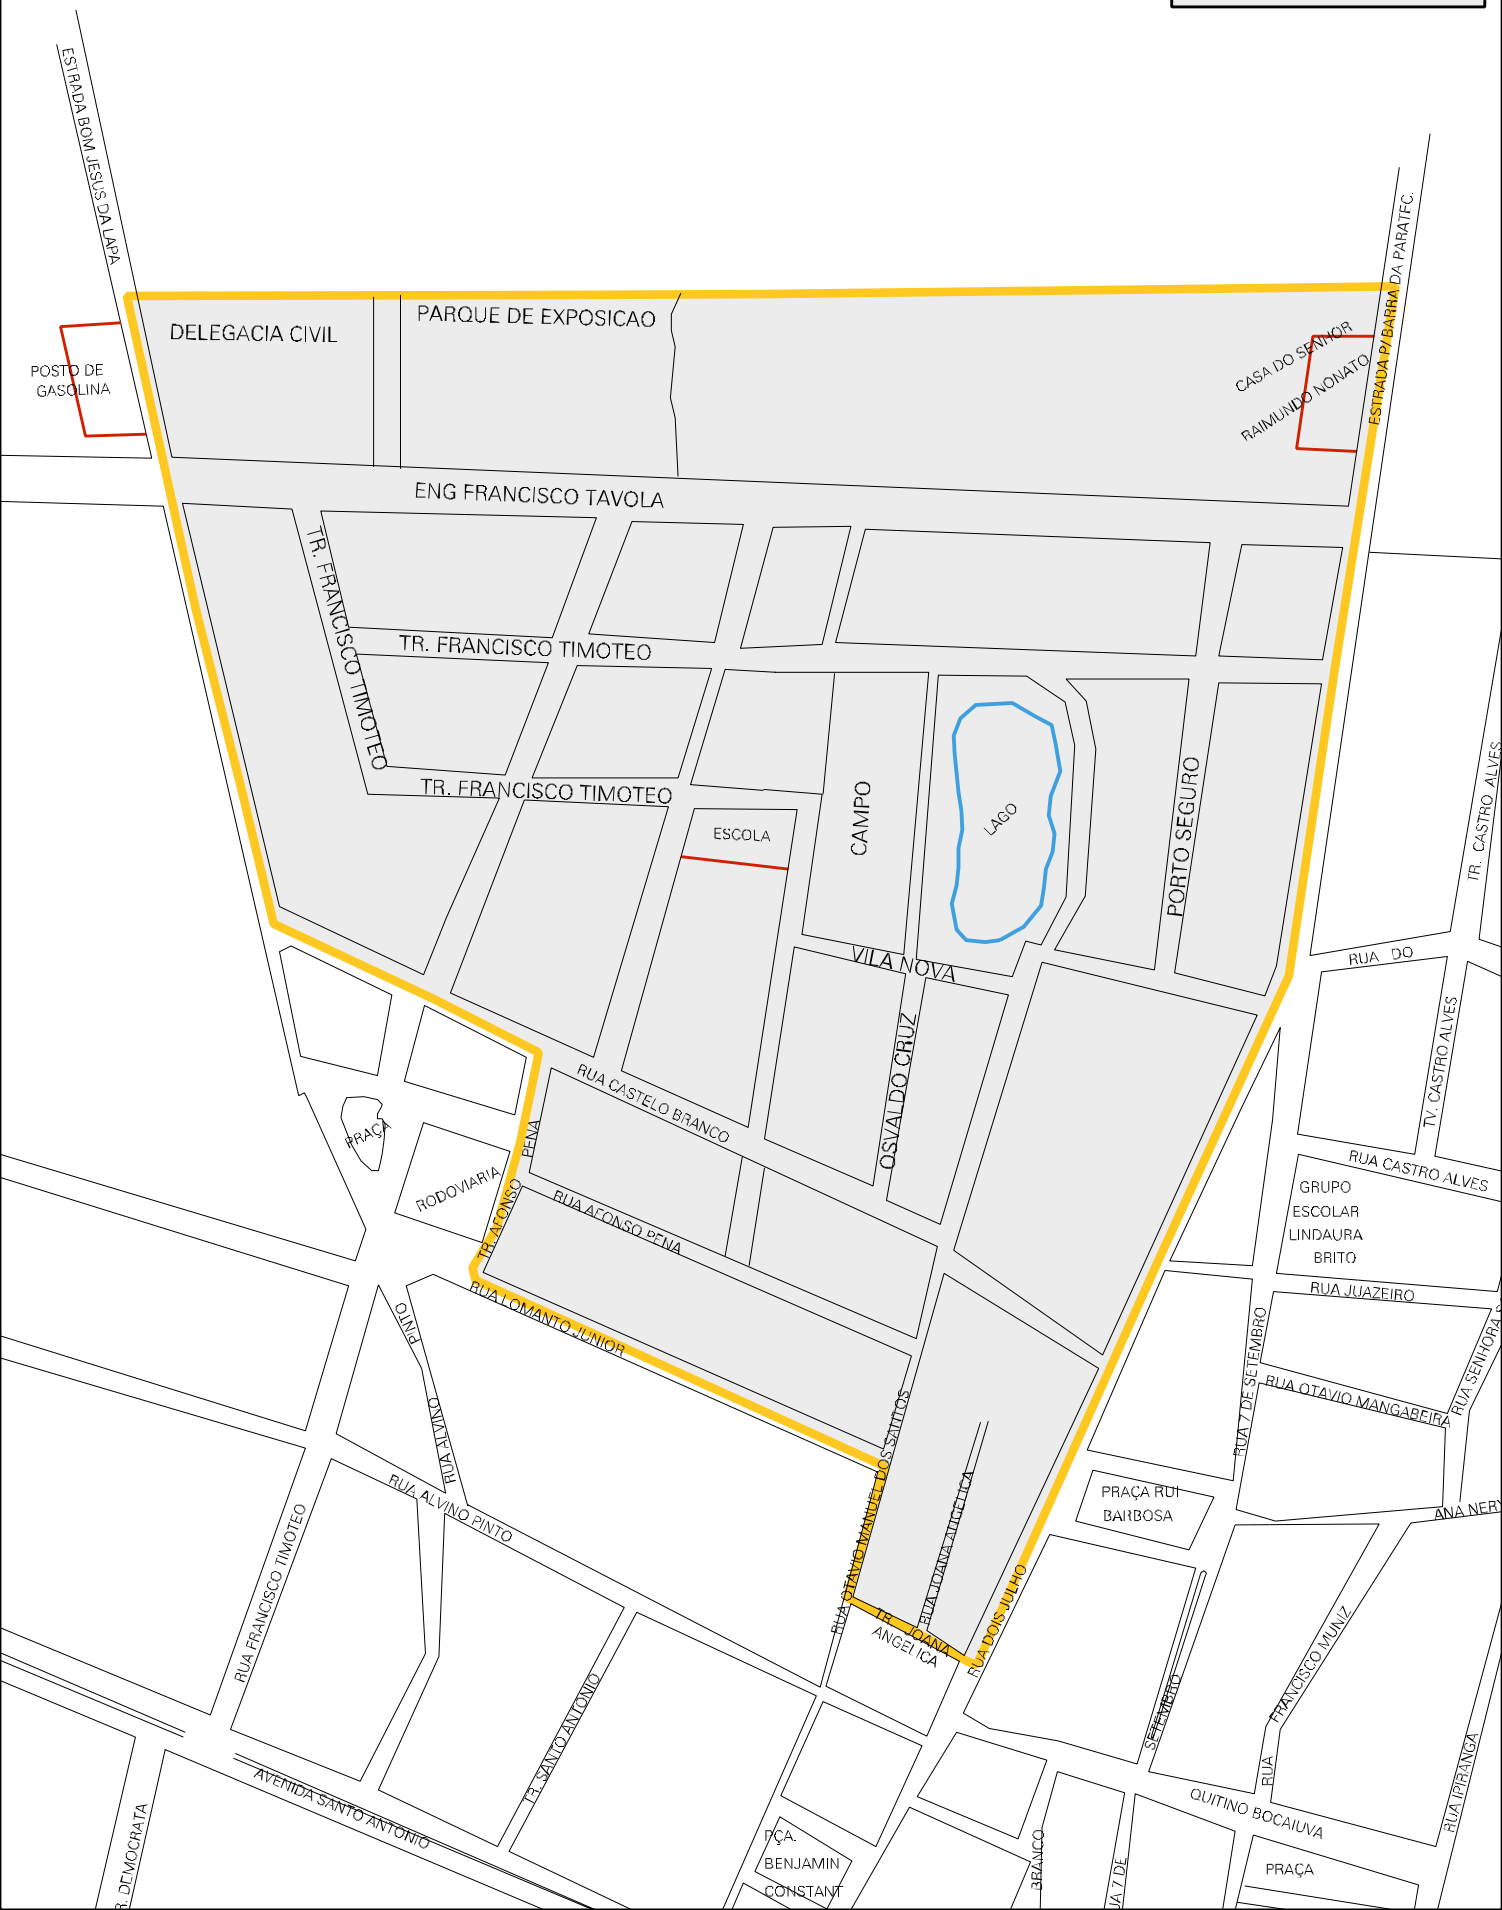 ESTRADA BOM JESUS DA LAPA
ESTRADA P/ BARRA DA PARATEC.
DELEGACIA CIVIL
PARQUE DE EXPOSICAO
POSTO DE
GASOLINA
CASA DO SENHOR
RAIMUNDO NONATO
ENG FRANCISCO TAVOLA
TR. FRANCISCO TIMOTEO
TR. FRANCISCO TIMOTEO
TR. FRANCISCO TIMOTEO
ESCOLA
CAMPO
LAGO
PORTO SEGURO
TR. CASTRO ALVES
VILA NOVA
RUA DO
OSVALDO CRUZ
TV. CASTRO ALVES
RUA CASTELO BRANCO
PRAÇA
RODOVIARIA
TR. AFONSO PENA
RUA AFONSO PENA
RUA CASTRO ALVES
GRUPO
ESCOLAR
LINDAURA
BRITO
RUA JUAZEIRO
RUA LOMANTO JUNIOR
PINTO
RUA ALVINO
RUA 7 DE SETEMBRO
RUA SENHORA
RUA OTAVIO MANGABEIRA
RUA OTAVIO MANUEL DOS SANTOS
RUA JOANA ANGELICA
RUA ALVINO PINTO
PRAÇA RUI
BARBOSA
ANA NERY
RUA FRANCISCO TIMOTEO
TR. JOANA
ANGELICA
RUA DOIS JULHO
SETEMBRO
FRANCISCO MUNIZ
RUA
TR. SANTO ANTONIO
AVENIDA SANTO ANTONIO
R. DEMOCRATA
QUITINO BOCAIUVA
RUA IPIRANGA
PÇA.
BENJAMIN
CONSTANT
BRANCO
UA 7 DE
PRAÇA